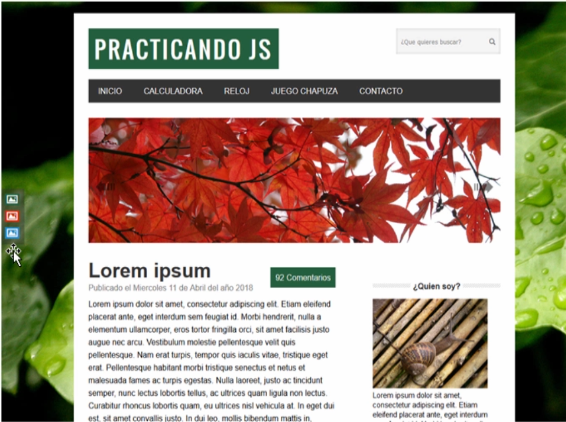 PRACTICANDO JS
¿Que quieres buscar?
INICIO CALCULADORA RELOJ JUEGO CHAPUZA CONTACTO
Lorem ipsum
92 Comentarios
Publicado el Miercoles 11 de Abril del año 2018
Lorem ipsum dolor sit amet, consectetur adipiscing elit. Etiam eleifend
placerat ante, eget interdum sem feugiat id. Morbi hendrerit, nulla a
elementum ullamcorper, eros tortor fringilla orci, sit amet facilisis justo
augue nec arcu. Vestibulum molestie pellentesque velit quis
pellentesque. Nam erat turpis, tempor quis iaculis vitae, tristique eget
erat. Pellentesque habitant morbi tristique senectus et netus et
malesuada fames ac turpis egestas. Nulla laoreet, justo ac tincidunt
semper, nunc lectus lobortis tellus, ac ultrices quam ligula non lectus.
Curabitur rhoncus lobortis quam, eu ultrices nisl vehicula at. In eget dui
est, sit amet convallis justo. In dui leo, mollis bibendum mattis in,
¿Quien soy?
Lorem ipsum dolor sit amet,
consectetur adipiscing elit. Etiam
eleifend placerat ante, eget interdum